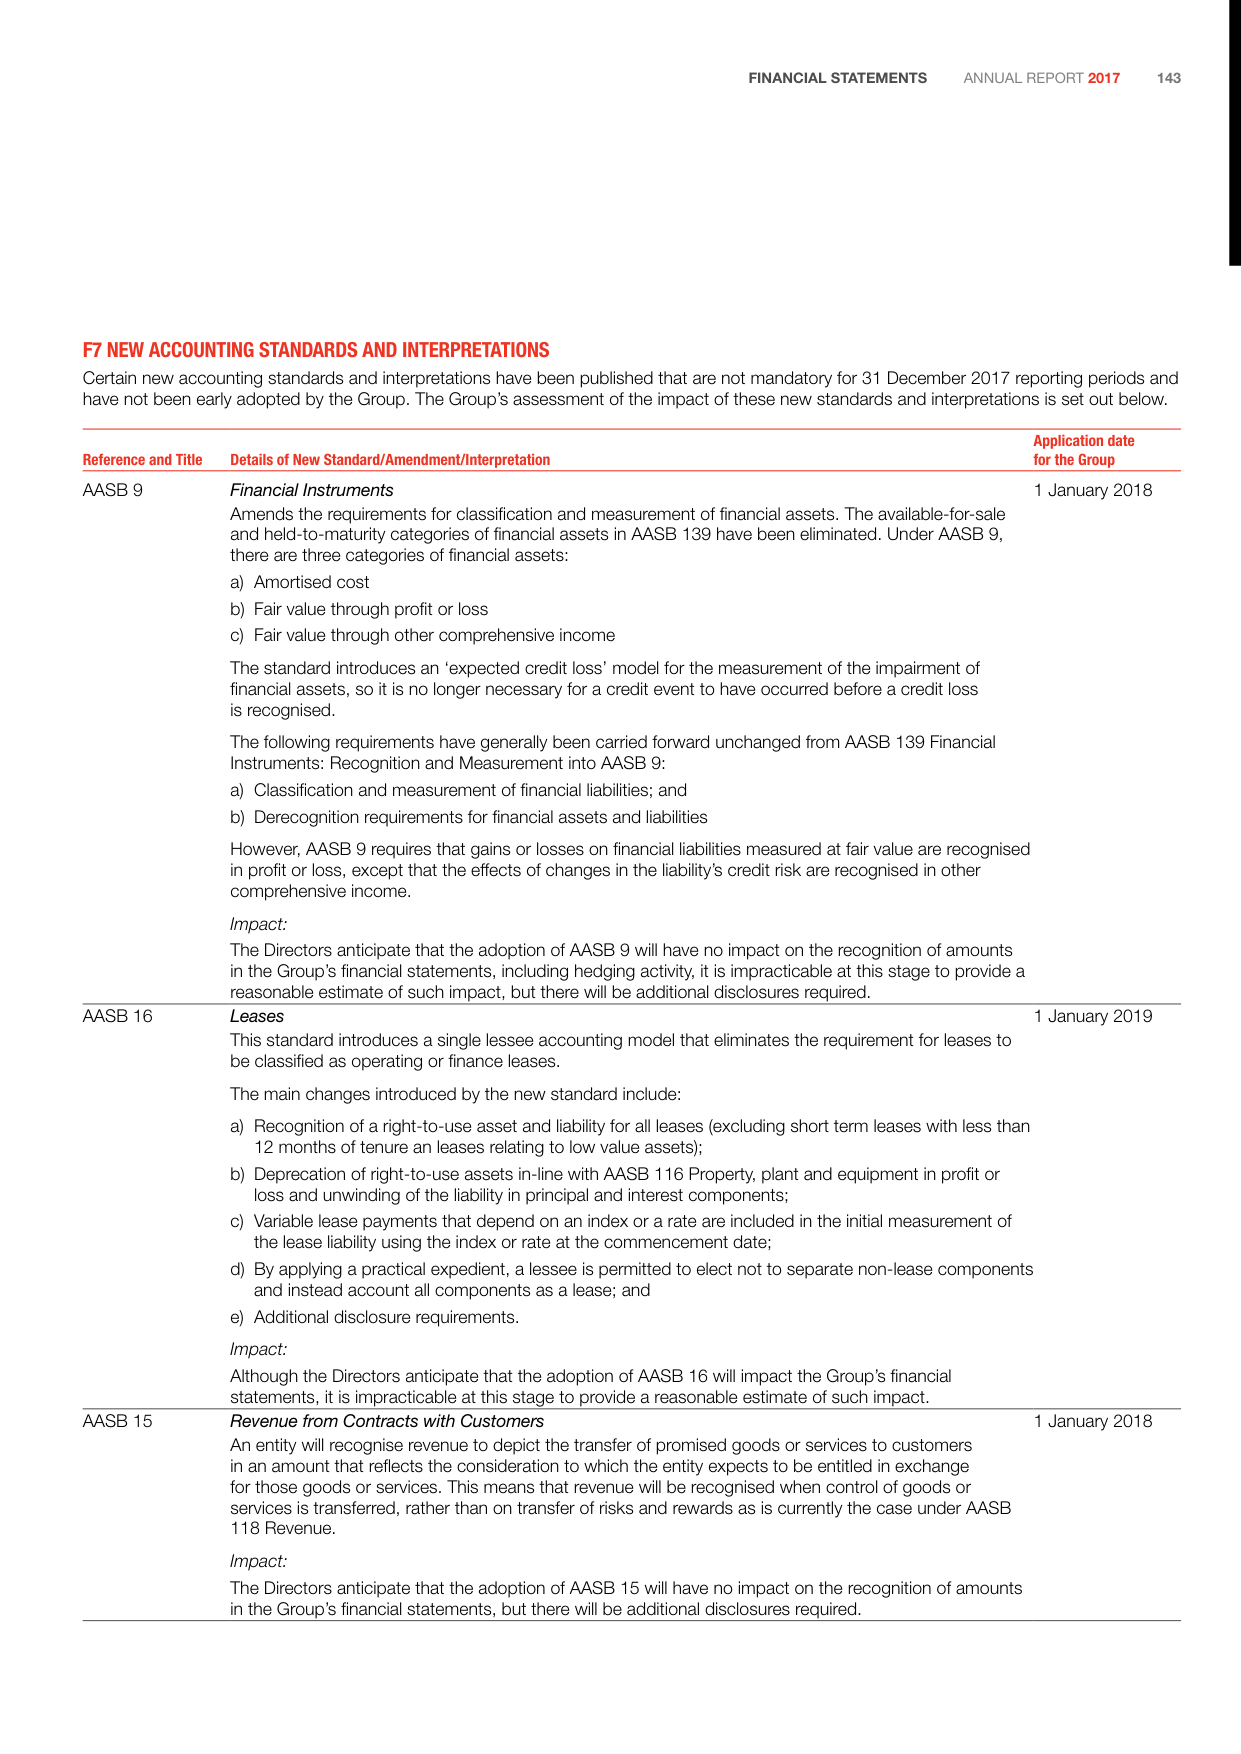 FINANCIAL STATEMENTS ANNUAL REPORT 2017 143
F7 NEW ACCOUNTING STANDARDS AND INTERPRETATIONS
Certain new accounting standards and interpretations have been published that are not mandatory for 31 December 2017 reporting periods and
have not been early adopted by the Group. The Group's assessment of the impact of these new standards and interpretations is set out below.
Reference and Title Details of New Standard/Amendment/Interpretation Application date
for the Group
AASB 9 Financial Instruments 1 January 2018
Amends the requirements for classification and measurement of financial assets. The available-for-sale
and held-to-maturity categories of financial assets in AASB 139 have been eliminated. Under AASB 9,
there are three categories of financial assets:
a) Amortised cost
b) Fair value through profit or loss
c) Fair value through other comprehensive income
The standard introduces an ‘expected credit loss’ model for the measurement of the impairment of
financial assets, so it is no longer necessary for a credit event to have occurred before a credit loss
is recognised.
The following requirements have generally been carried forward unchanged from AASB 139 Financial
Instruments: Recognition and Measurement into AASB 9:
a) Classification and measurement of financial liabilities; and
b) Derecognition requirements for financial assets and liabilities
However, AASB 9 requires that gains or losses on financial liabilities measured at fair value are recognised
in profit or loss, except that the effects of changes in the liability's credit risk are recognised in other
comprehensive income.
Impact:
The Directors anticipate that the adoption of AASB 9 will have no impact on the recognition of amounts
in the Group's financial statements, including hedging activity, it is impracticable at this stage to provide a
reasonable estimate of such impact, but there will be additional disclosures required.
AASB 16 Leases 1 January 2019
This standard introduces a single lessee accounting model that eliminates the requirement for leases to
be classified as operating or finance leases.
The main changes introduced by the new standard include:
a) Recognition of a right-to-use asset and liability for all leases (excluding short term leases with less than
12 months of tenure an leases relating to low value assets);
b) Deprecation of right-to-use assets in-line with AASB 116 Property, plant and equipment in profit or
loss and unwinding of the liability in principal and interest components;
c) Variable lease payments that depend on an index or a rate are included in the initial measurement of
the lease liability using the index or rate at the commencement date;
d) By applying a practical expedient, a lessee is permitted to elect not to separate non-lease components
and instead account all components as a lease; and
e) Additional disclosure requirements.
Impact:
Although the Directors anticipate that the adoption of AASB 16 will impact the Group's financial
statements, it is impracticable at this stage to provide a reasonable estimate of such impact.
AASB 15 Revenue from Contracts with Customers 1 January 2018
An entity will recognise revenue to depict the transfer of promised goods or services to customers
in an amount that reflects the consideration to which the entity expects to be entitled in exchange
for those goods or services. This means that revenue will be recognised when control of goods or
services is transferred, rather than on transfer of risks and rewards as is currently the case under AASB
118 Revenue.
Impact:
The Directors anticipate that the adoption of AASB 15 will have no impact on the recognition of amounts
in the Group's financial statements, but there will be additional disclosures required.